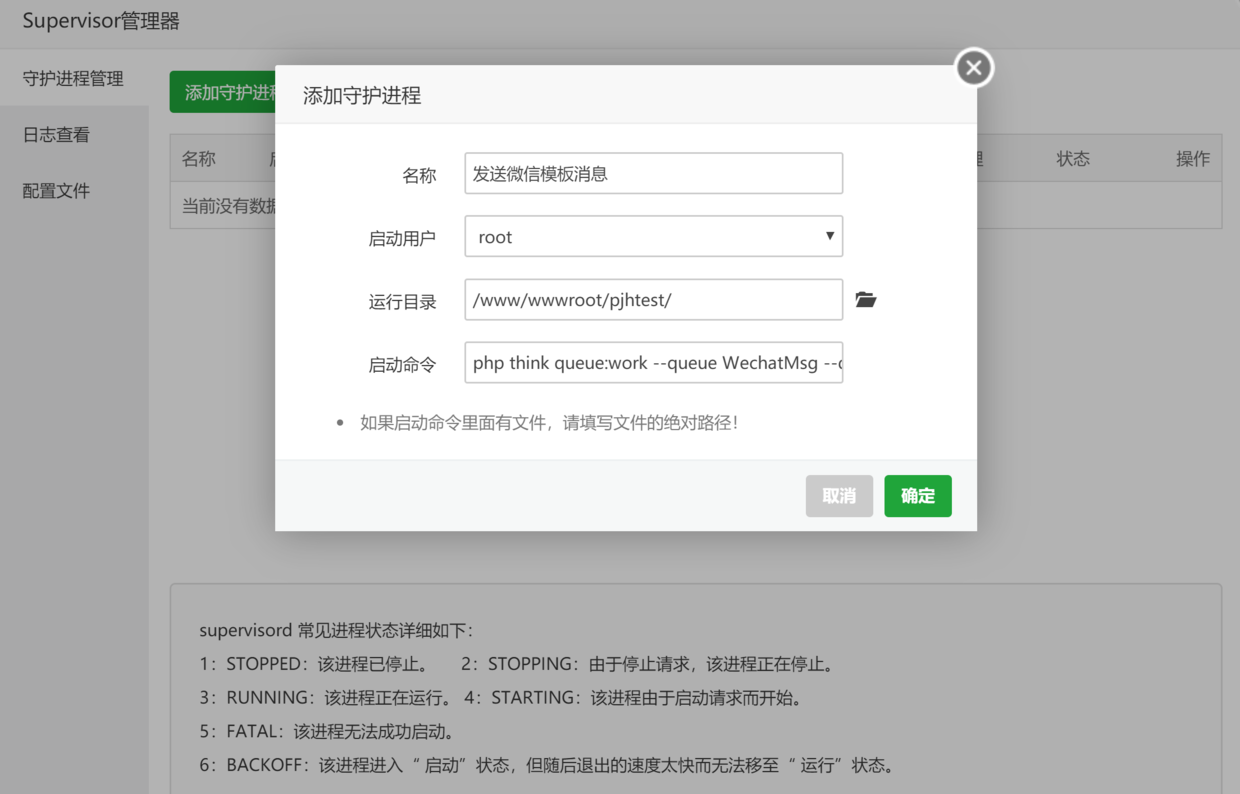 Supervisor管理器
守护进程管理
日志查看
配置文件
添加守护进
名称
状态
操作
当前没有数据
添加守护进程
名称 发送微信模板消息
启动用户 root
运行目录 /www/wwwroot/pjhtest/
启动命令 php think queue:work --queue WechatMsg --
• 如果启动命令里面有文件，请填写文件的绝对路径！
取消 确定
supervisord 常见进程状态详细如下：
1：STOPPED：该进程已停止。 2：STOPPING：由于停止请求，该进程正在停止。
3：RUNNING：该进程正在运行。 4：STARTING：该进程由于启动请求而开始。
5：FATAL：该进程无法成功启动。
6：BACKOFF：该进程进入“ 启动”状态，但随后退出的速度太快而无法移至“ 运行”状态。